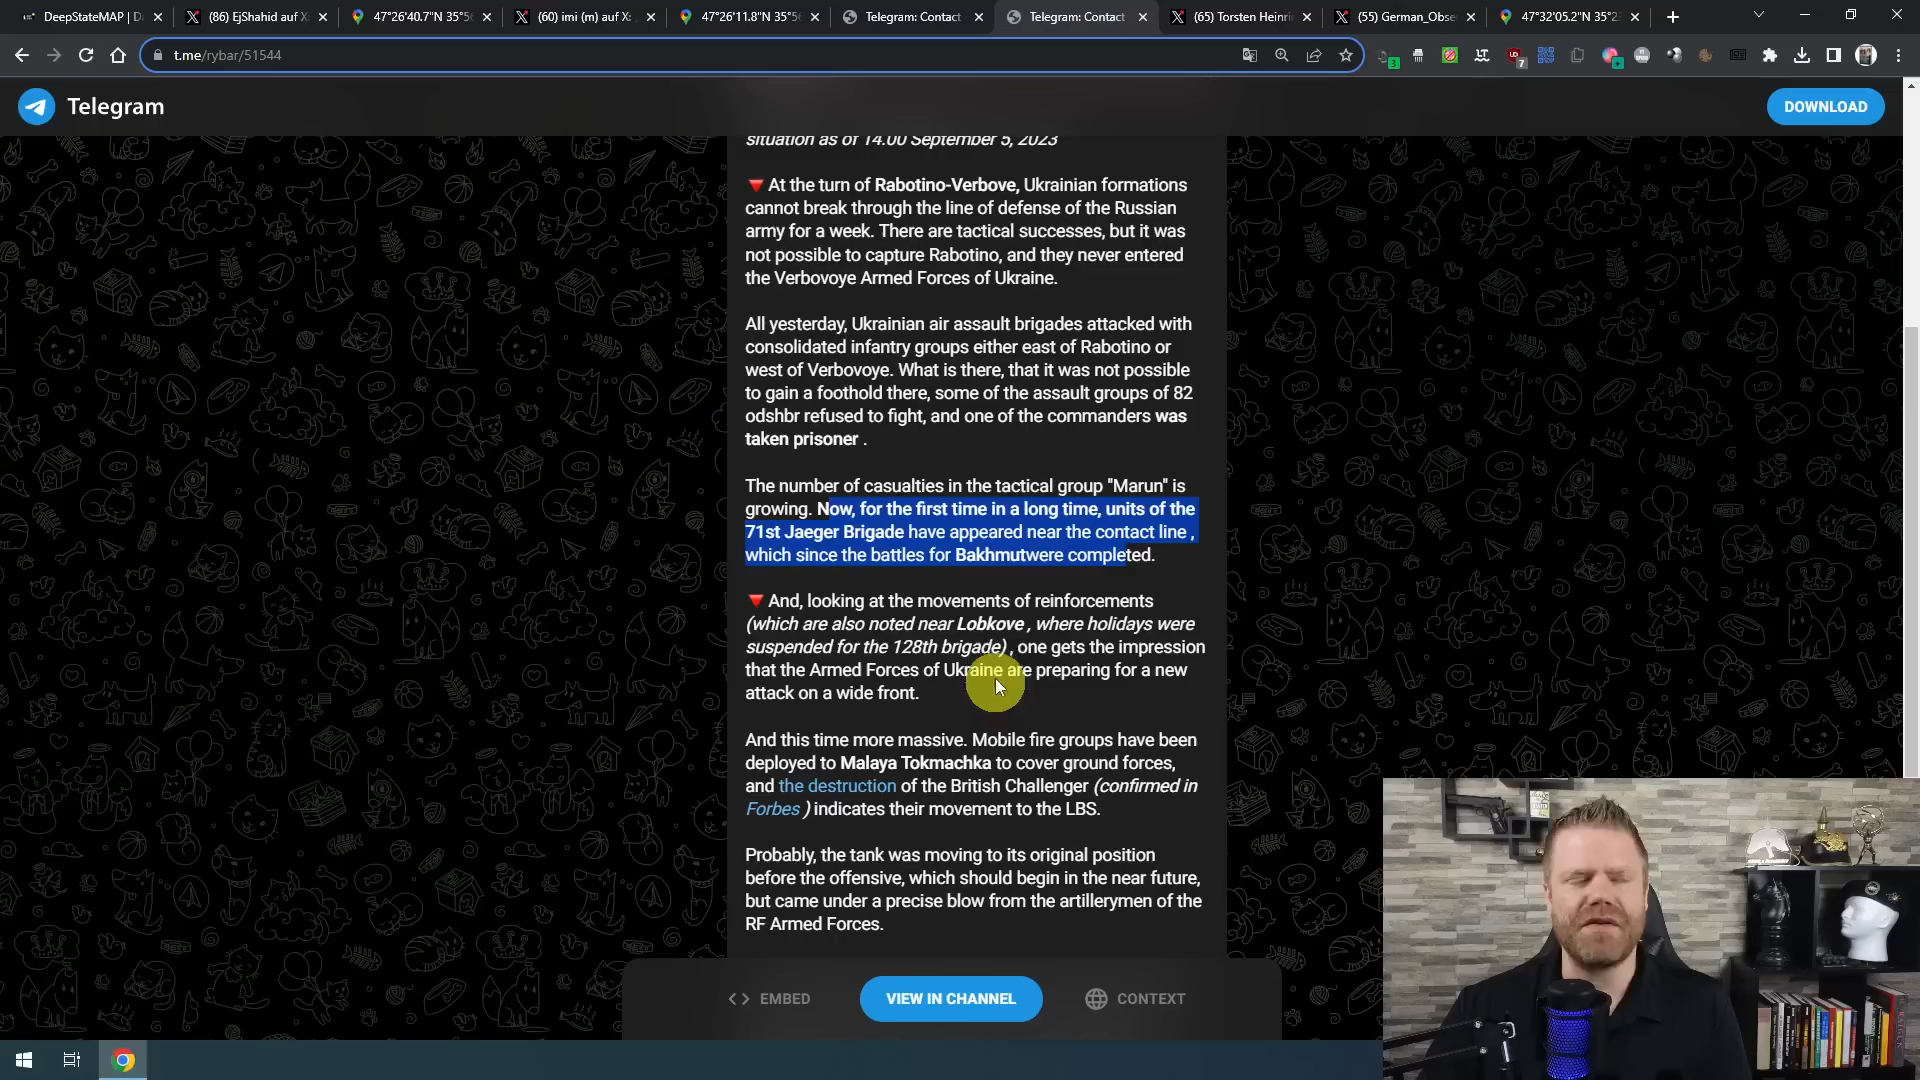 DeepStateMAP | D
(86) EjShahid auf X:
47°26'40.7"N 35°5
(60) imi (m) auf X:
47°26'11.8"N 35°5
Telegram: Contact
Telegram: Contact
(65) Torsten Heinri
(55) German_Obse
47°32'05.2"N 35°2
t.me/rybar/51544
3
7
Telegram
DOWNLOAD
situation as of 14.00 September 5, 2023
At the turn of Rabotino-Verbove, Ukrainian formations
cannot break through the line of defense of the Russian
army for a week. There are tactical successes, but it was
not possible to capture Rabotino, and they never entered
the Verbovoye Armed Forces of Ukraine.
All yesterday, Ukrainian air assault brigades attacked with
consolidated infantry groups either east of Rabotino or
west of Verbovoye. What is there, that it was not possible
to gain a foothold there, some of the assault groups of 82
odshbr refused to fight, and one of the commanders was
taken prisoner .
The number of casualties in the tactical group "Marun" is
growing. Now, for the first time in a long time, units of the
71st Jaeger Brigade have appeared near the contact line ,
which since the battles for Bakhmutwere completed.
And, looking at the movements of reinforcements
(which are also noted near Lobkove , where holidays were
suspended for the 128th brigade) , one gets the impression
that the Armed Forces of Ukraine are preparing for a new
attack on a wide front.
And this time more massive. Mobile fire groups have been
deployed to Malaya Tokmachka to cover ground forces,
and the destruction of the British Challenger (confirmed in
Forbes ) indicates their movement to the LBS.
Probably, the tank was moving to its original position
before the offensive, which should begin in the near future,
but came under a precise blow from the artillerymen of the
RF Armed Forces.
EMBED
VIEW IN CHANNEL
CONTEXT